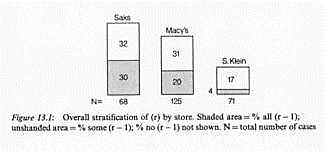 Saks
Macy's
S. Klein
32
31
17
30
20
4
N= 68 125 71
Figure 13.1: Overall stratification of (r) by store. Shaded area = % all (r – 1);
unshanded area = % some (r – 1); % no (r – 1) not shown. N = total number of cases